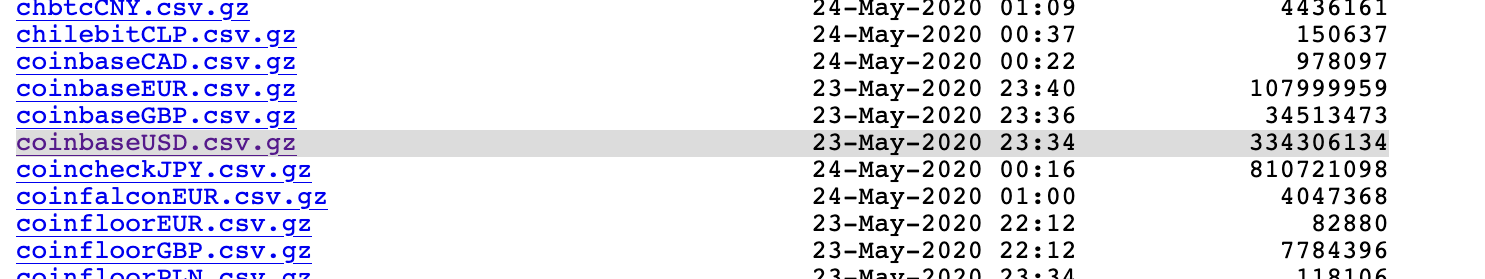 chbtcCNY.csv.gz 24-May-2020 01:09 4436161
chilebitCLP.csv.gz 24-May-2020 00:37 150637
coinbaseCAD.csv.gz 24-May-2020 00:22 978097
coinbaseEUR.csv.gz 23-May-2020 23:40 107999959
coinbaseGBP.csv.gz 23-May-2020 23:36 34513473
coinbaseUSD.csv.gz 23-May-2020 23:34 334306134
coincheckJPY.csv.gz 24-May-2020 00:16 810721098
coinfalconEUR.csv.gz 24-May-2020 01:00 4047368
coinfloorEUR.csv.gz 23-May-2020 22:12 82880
coinfloorGBP.csv.gz 23-May-2020 22:12 7784396
coinfloorPLN.csv.gz 23-May-2020 23:34 118106